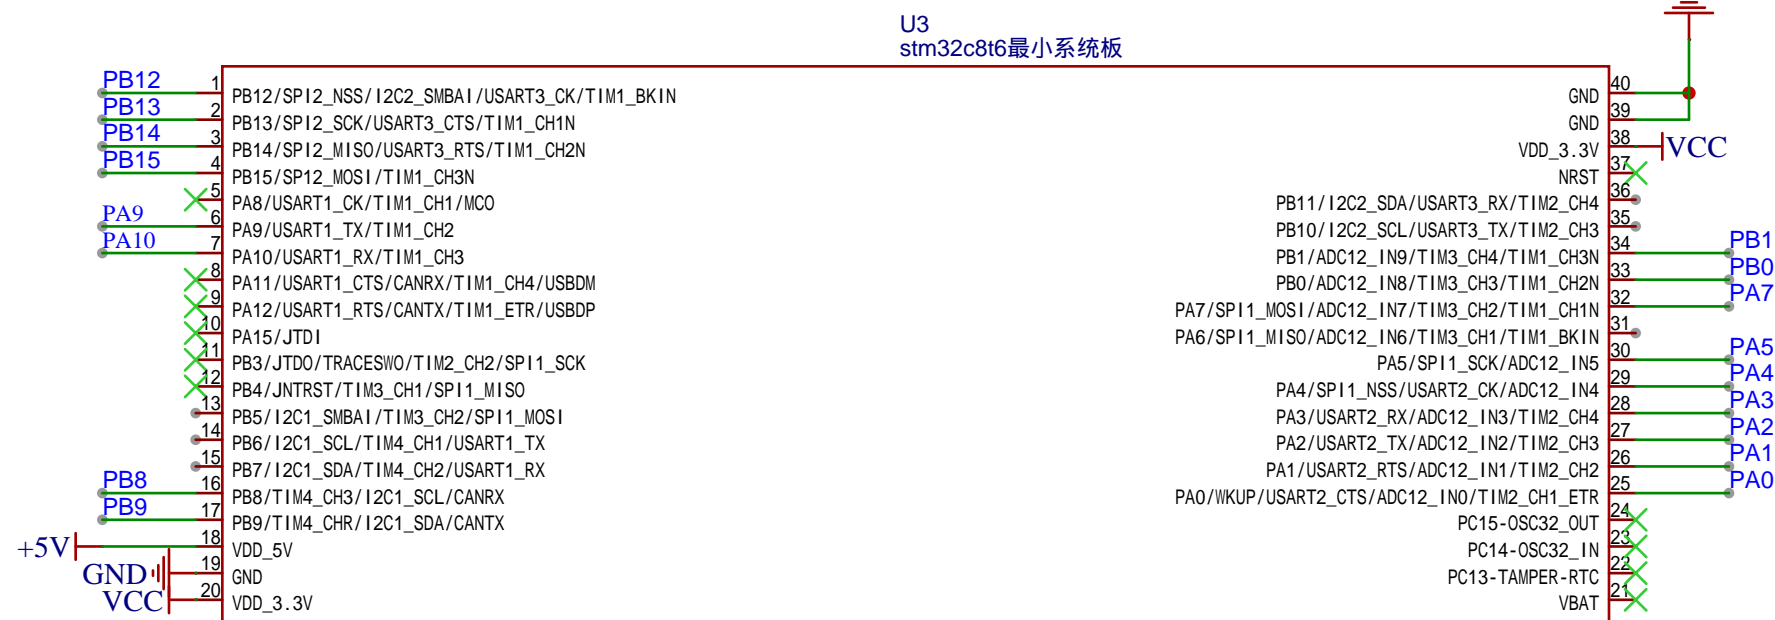 U3
stm32c8t6最小系统板
PB12 1 PB12/SPI2_NSS/I2C2_SMBAI/USART3_CK/TIM1_BKIN
PB13 2 PB13/SPI2_SCK/USART3_CTS/TIM1_CH1N
PB14 3 PB14/SPI2_MISO/USART3_RTS/TIM1_CH2N
PB15 4 PB15/SP12_MOSI/TIM1_CH3N
5 PA8/USART1_CK/TIM1_CH1/MCO
PA9 6 PA9/USART1_TX/TIM1_CH2
PA10 7 PA10/USART1_RX/TIM1_CH3
8 PA11/USART1_CTS/CANRX/TIM1_CH4/USBDM
9 PA12/USART1_RTS/CANTX/TIM1_ETR/USBDP
10 PA15/JTDI
11 PB3/JTDO/TRACESWO/TIM2_CH2/SPI1_SCK
12 PB4/JNTRST/TIM3_CH1/SPI1_MISO
13 PB5/I2C1_SMBAI/TIM3_CH2/SPI1_MOSI
14 PB6/I2C1_SCL/TIM4_CH1/USART1_TX
15 PB7/I2C1_SDA/TIM4_CH2/USART1_RX
PB8 16 PB8/TIM4_CH3/I2C1_SCL/CANRX
PB9 17 PB9/TIM4_CHR/I2C1_SDA/CANTX
+5V 18 VDD_5V
GND 19 GND
VCC 20 VDD_3.3V
GND 40
GND 39
VDD_3.3V 38 VCC
NRST 37
PB11/I2C2_SDA/USART3_RX/TIM2_CH4 36
PB10/I2C2_SCL/USART3_TX/TIM2_CH3 35
PB1/ADC12_IN9/TIM3_CH4/TIM1_CH3N 34 PB1
PB0/ADC12_IN8/TIM3_CH3/TIM1_CH2N 33 PB0
PA7/SPI1_MOSI/ADC12_IN7/TIM3_CH2/TIM1_CH1N 32 PA7
PA6/SPI1_MISO/ADC12_IN6/TIM3_CH1/TIM1_BKIN 31
PA5/SPI1_SCK/ADC12_IN5 30 PA5
PA4/SPI1_NSS/USART2_CK/ADC12_IN4 29 PA4
PA3/USART2_RX/ADC12_IN3/TIM2_CH4 28 PA3
PA2/USART2_TX/ADC12_IN2/TIM2_CH3 27 PA2
PA1/USART2_RTS/ADC12_IN1/TIM2_CH2 26 PA1
PA0/WKUP/USART2_CTS/ADC12_IN0/TIM2_CH1_ETR 25 PA0
PC15-OSC32_OUT 24
PC14-OSC32_IN 23
PC13-TAMPER-RTC 22
VBAT 21